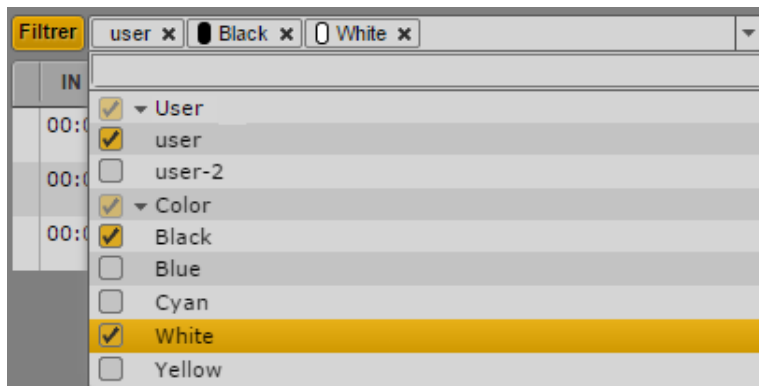 Filtrer user Black White
IN
User
00:0
user
user-2
00:0
Color
00:0
Black
Blue
Cyan
White
Yellow